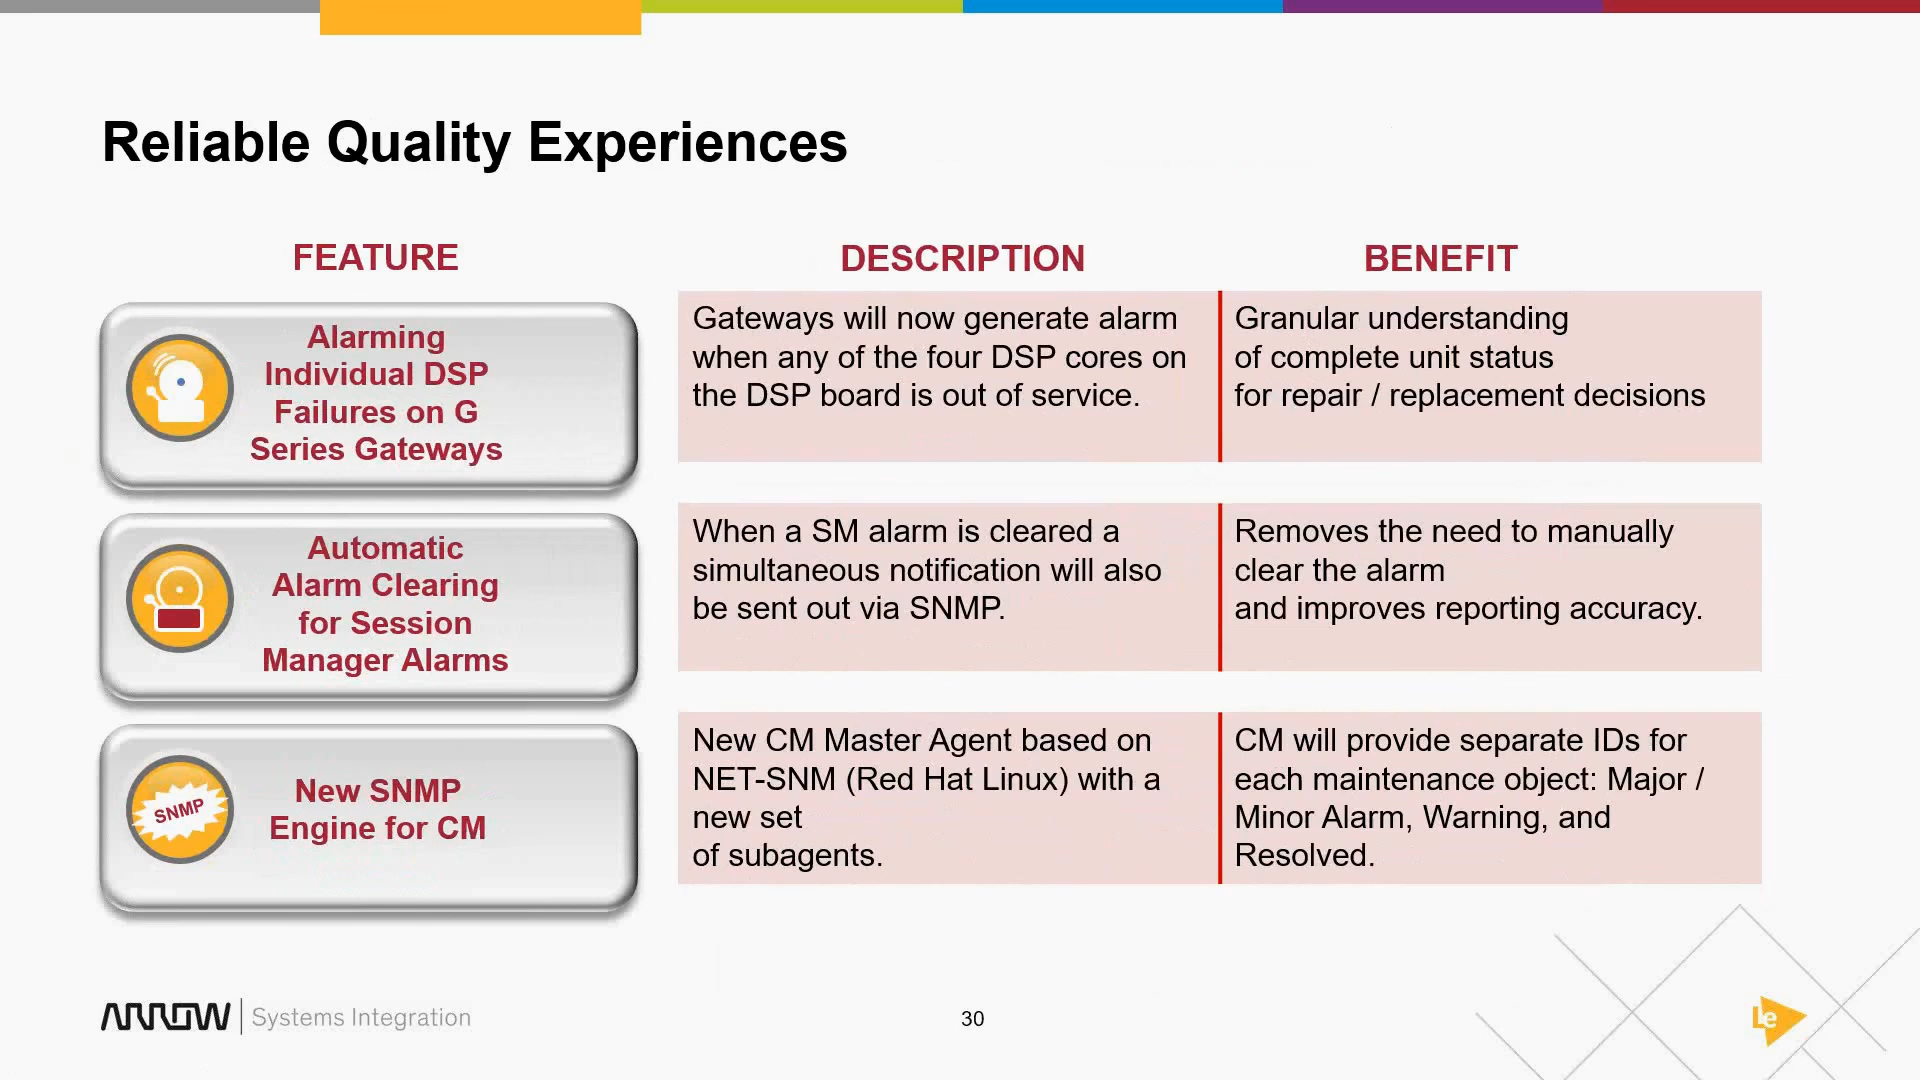 Reliable Quality Experiences
FEATURE
DESCRIPTION
BENEFIT
Alarming
Individual DSP
Failures on G
Series Gateways
Gateways will now generate alarm
when any of the four DSP cores on
the DSP board is out of service.
Granular understanding
of complete unit status
for repair / replacement decisions
Automatic
Alarm Clearing
for Session
Manager Alarms
When a SM alarm is cleared a
simultaneous notification will also
be sent out via SNMP.
Removes the need to manually
clear the alarm
and improves reporting accuracy.
SNMP
New SNMP
Engine for CM
New CM Master Agent based on
NET-SNM (Red Hat Linux) with a
new set
of subagents.
CM will provide separate IDs for
each maintenance object: Major /
Minor Alarm, Warning, and
Resolved.
ARROW
Systems Integration
30
Le